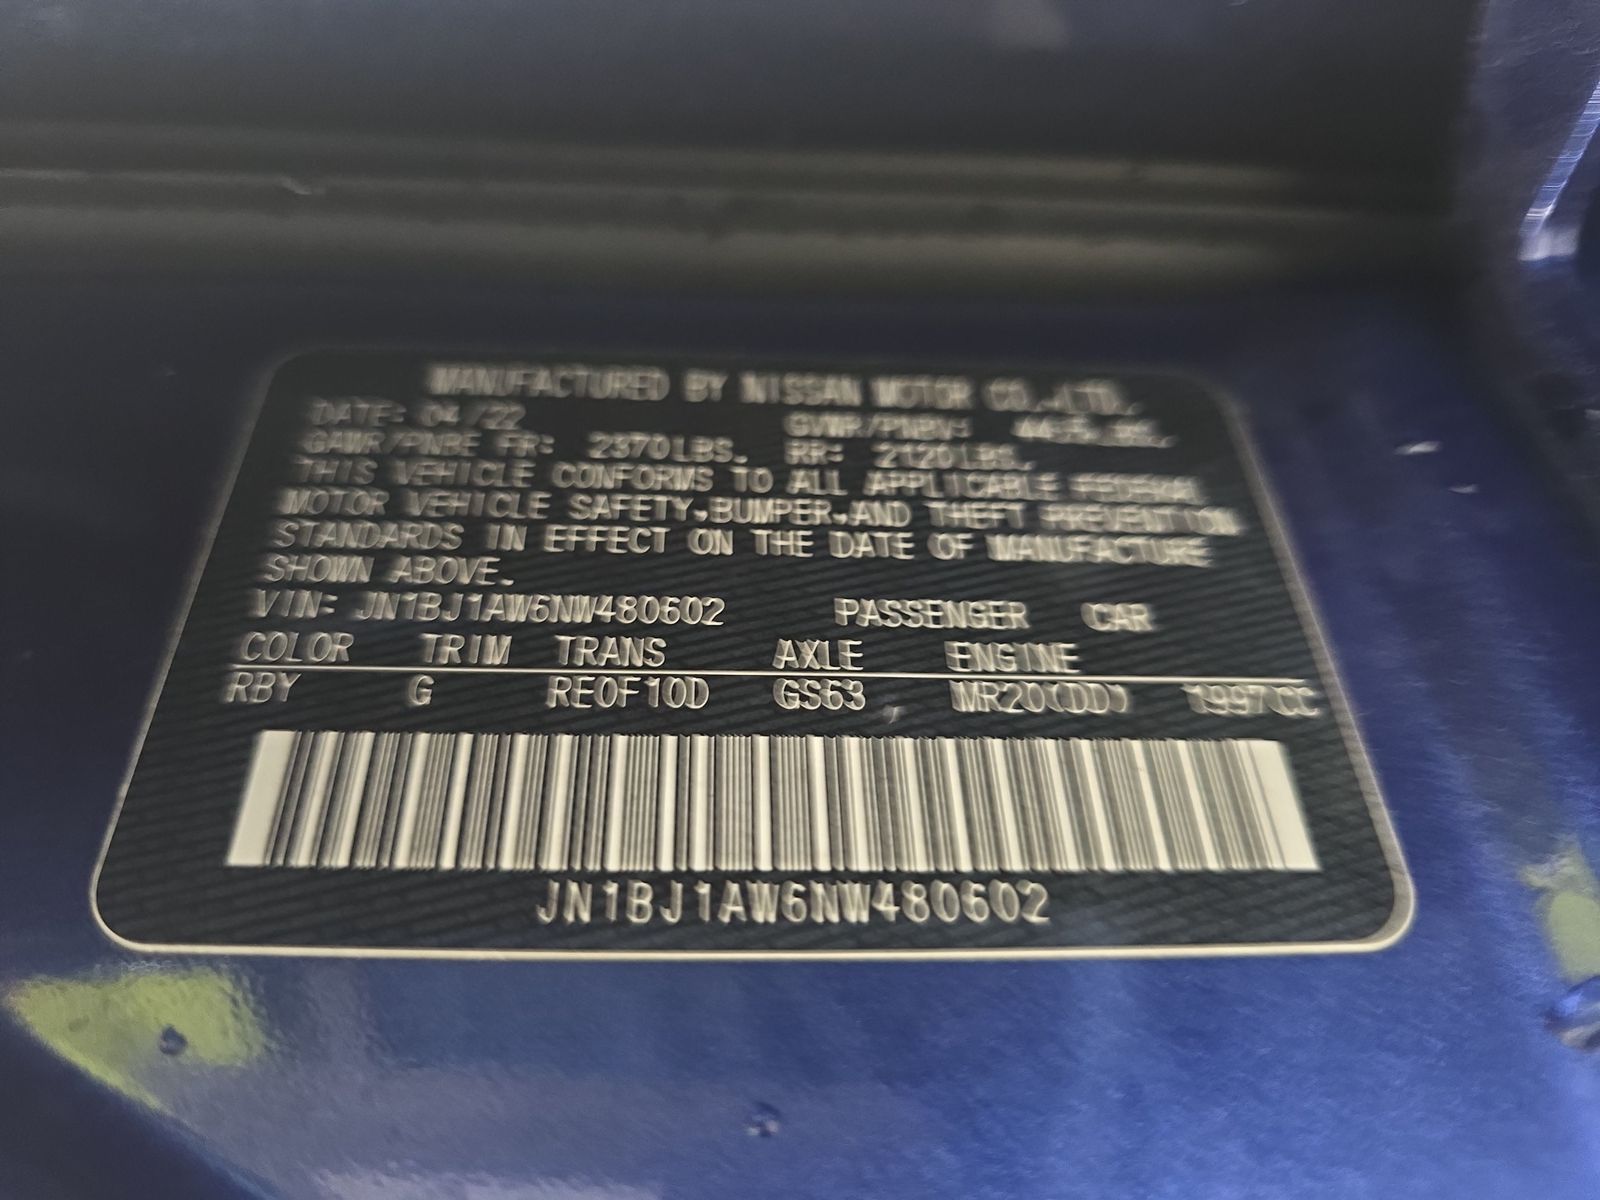 MANUFACTURED BY NISSAN MOTOR CO.,LTD.
DATE: 04/22 GVWR/PNBV:
GAWR/PNBE FR: 2370LBS. RR: 2120LBS.
THIS VEHICLE CONFORMS TO ALL APPLICABLE FEDERAL
MOTOR VEHICLE SAFETY,BUMPER,AND THEFT PREVENTION
STANDARDS IN EFFECT ON THE DATE OF MANUFACTURE
SHOWN ABOVE.
VIN: JN1BJ1AW6NW480602 PASSENGER CAR
COLOR TRIM TRANS AXLE ENGINE
RBY G RE0F10D GS63 MR20(DD) 1997CC
JN1BJ1AW6NW480602